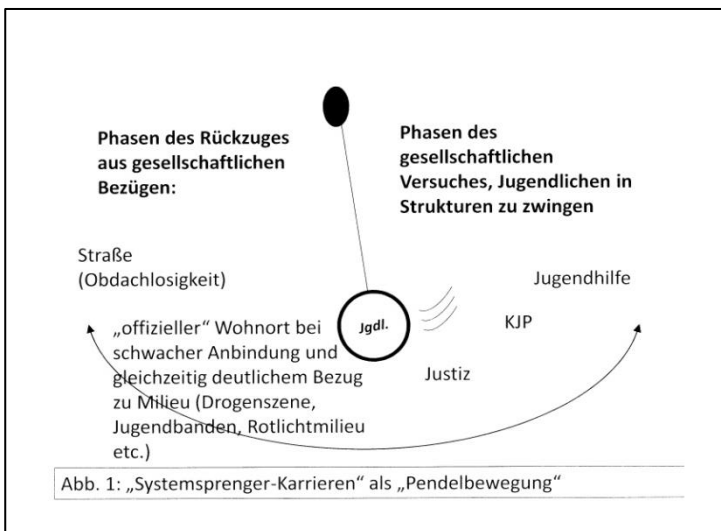 Phasen des Rückzuges
aus gesellschaftlichen
Bezügen:
Phasen des
gesellschaftlichen
Versuches, Jugendlichen in
Strukturen zu zwingen
Straße
(Obdachlosigkeit)
„offizieller“ Wohnort bei
schwacher Anbindung und
gleichzeitig deutlichem Bezug
zu Milieu (Drogenszene,
Jugendbanden, Rotlichtmilieu
etc.)
Jgdl.
Jugendhilfe
KJP
Justiz
Abb. 1: „Systemsprenger-Karrieren“ als „Pendelbewegung“